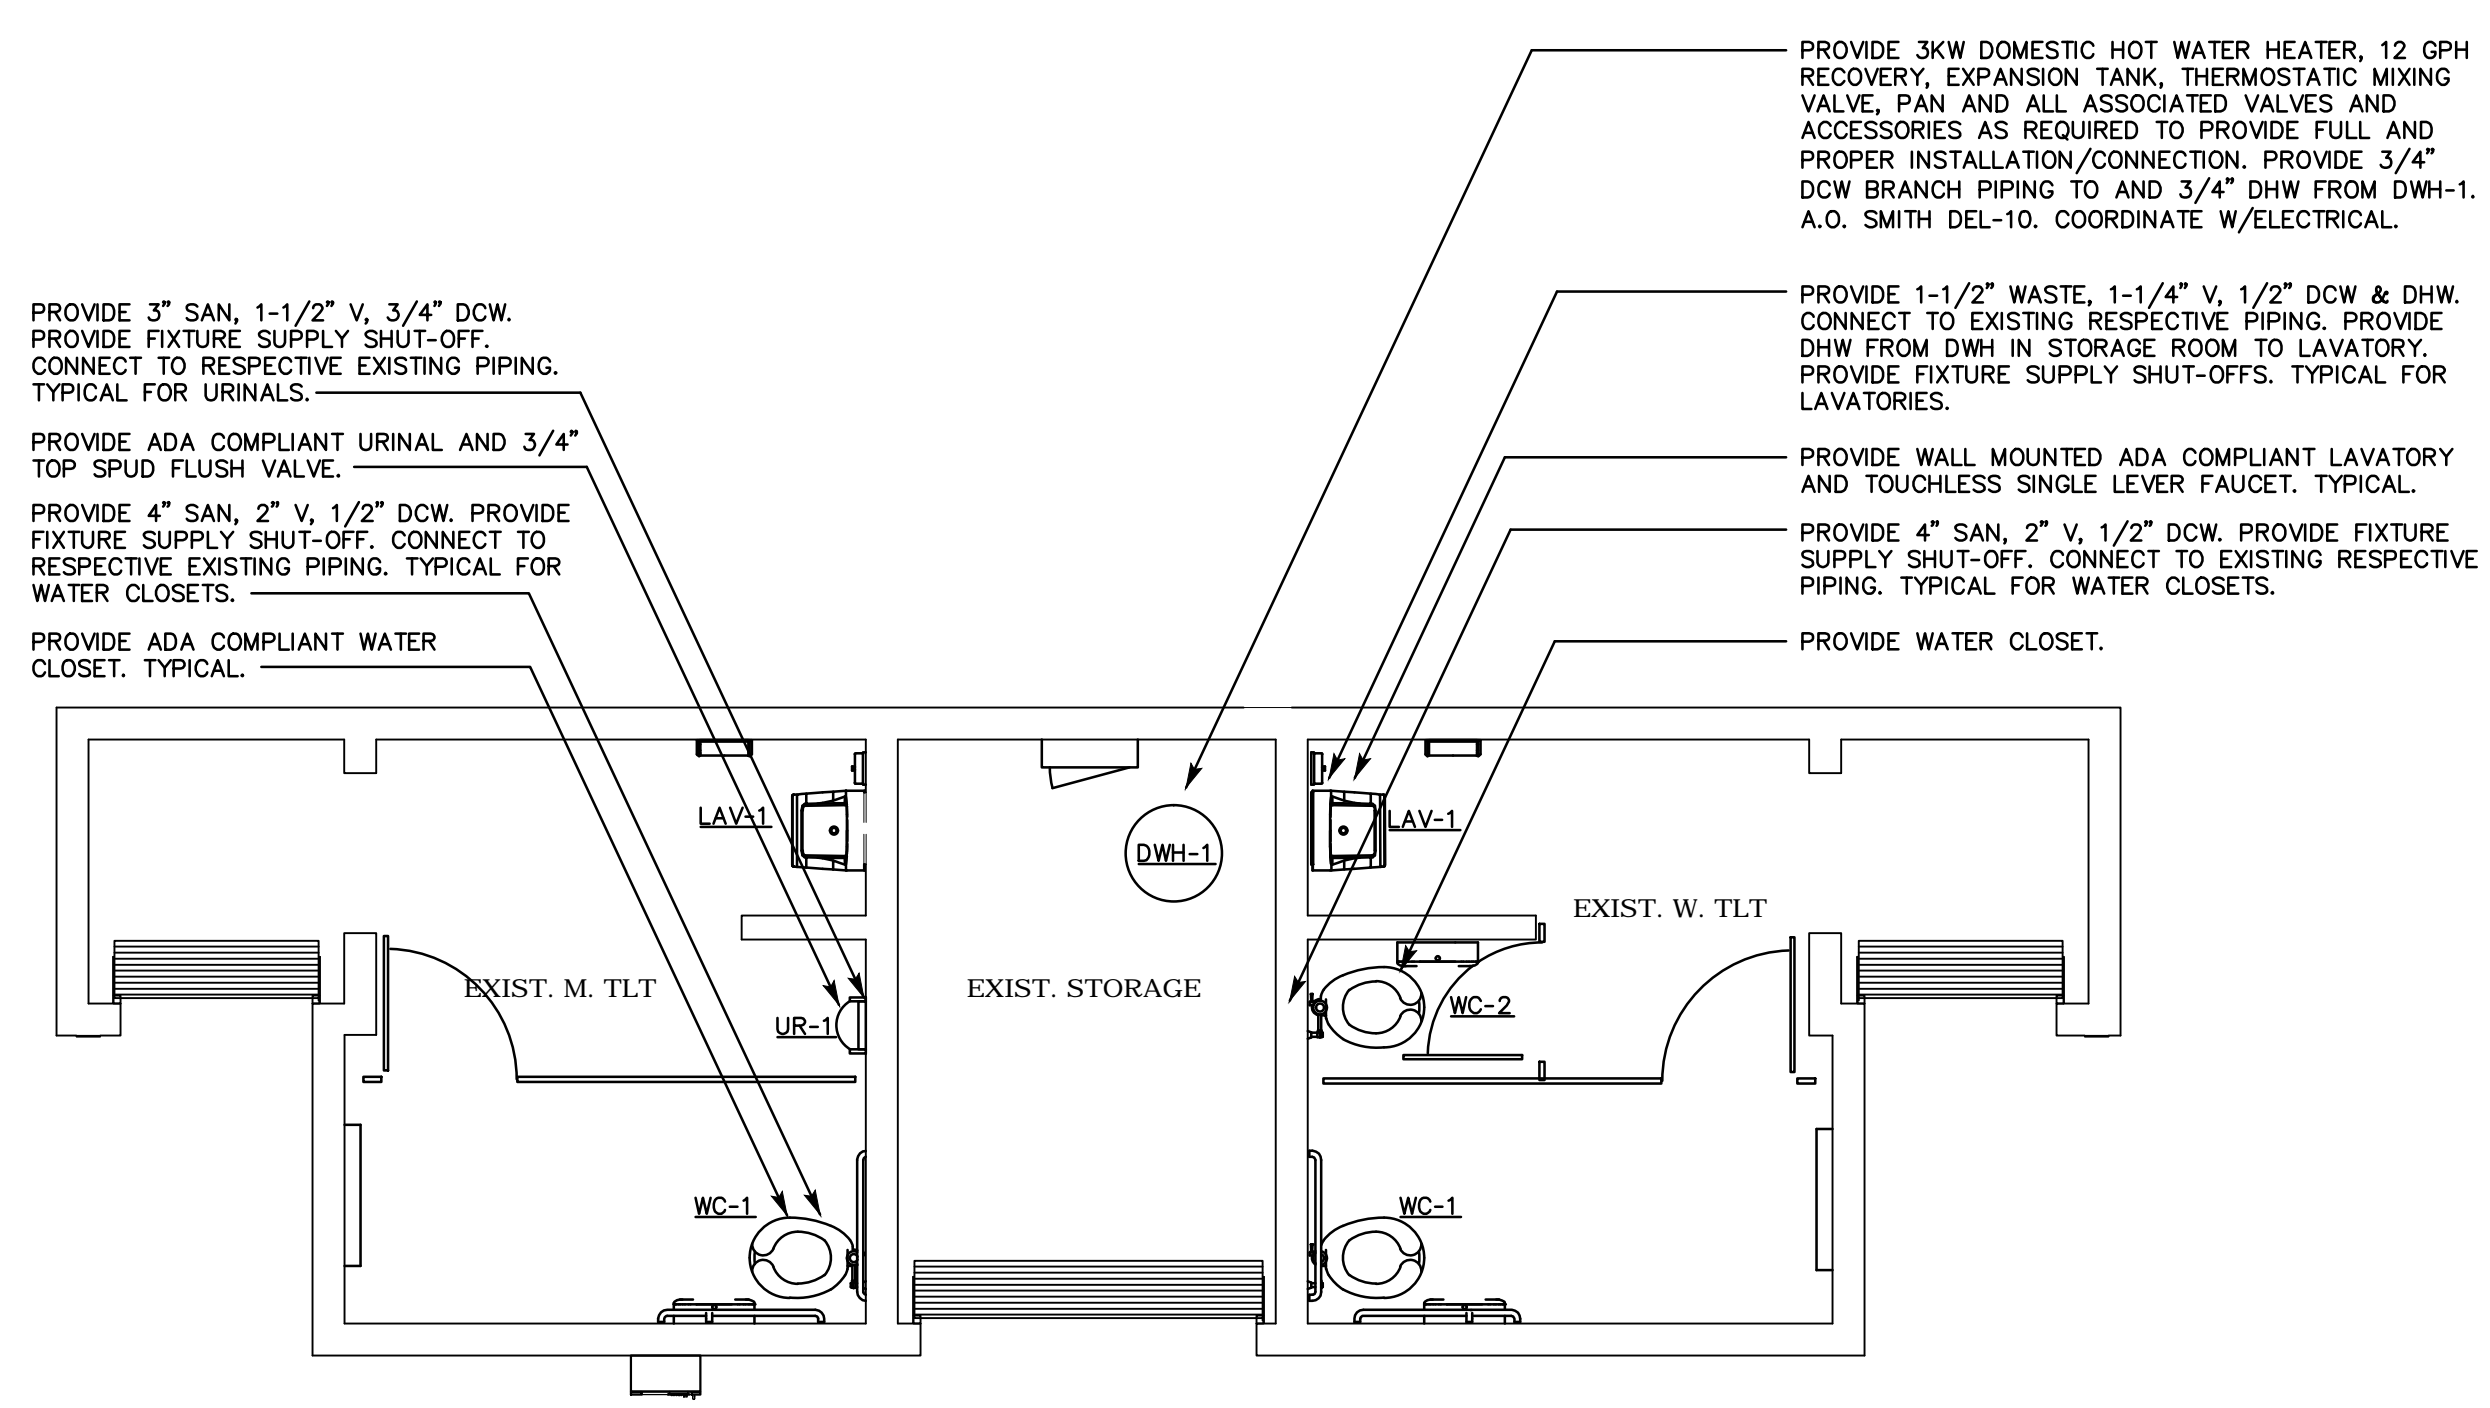 PROVIDE 3KW DOMESTIC HOT WATER HEATER, 12 GPH
RECOVERY, EXPANSION TANK, THERMOSTATIC MIXING
VALVE, PAN AND ALL ASSOCIATED VALVES AND
ACCESSORIES AS REQUIRED TO PROVIDE FULL AND
PROPER INSTALLATION/CONNECTION. PROVIDE 3/4"
DCW BRANCH PIPING TO AND 3/4" DHW FROM DWH-1.
A.O. SMITH DEL-10. COORDINATE W/ELECTRICAL.
PROVIDE 3" SAN, 1-1/2" V, 3/4" DCW.
PROVIDE FIXTURE SUPPLY SHUT-OFF.
CONNECT TO RESPECTIVE EXISTING PIPING.
TYPICAL FOR URINALS.
PROVIDE ADA COMPLIANT URINAL AND 3/4"
TOP SPUD FLUSH VALVE.
PROVIDE 4" SAN, 2" V, 1/2" DCW. PROVIDE
FIXTURE SUPPLY SHUT-OFF. CONNECT TO
RESPECTIVE EXISTING PIPING. TYPICAL FOR
WATER CLOSETS.
PROVIDE ADA COMPLIANT WATER
CLOSET. TYPICAL.
PROVIDE 1-1/2" WASTE, 1-1/4" V, 1/2" DCW & DHW.
CONNECT TO EXISTING RESPECTIVE PIPING. PROVIDE
DHW FROM DWH IN STORAGE ROOM TO LAVATORY.
PROVIDE FIXTURE SUPPLY SHUT-OFFS. TYPICAL FOR
LAVATORIES.
PROVIDE WALL MOUNTED ADA COMPLIANT LAVATORY
AND TOUCHLESS SINGLE LEVER FAUCET. TYPICAL.
PROVIDE 4" SAN, 2" V, 1/2" DCW. PROVIDE FIXTURE
SUPPLY SHUT-OFF. CONNECT TO EXISTING RESPECTIVE
PIPING. TYPICAL FOR WATER CLOSETS.
PROVIDE WATER CLOSET.
LAV-1
LAV-1
DWH-1
EXIST. W. TLT
EXIST. M. TLT
EXIST. STORAGE
UR-1
WC-2
WC-1
WC-1